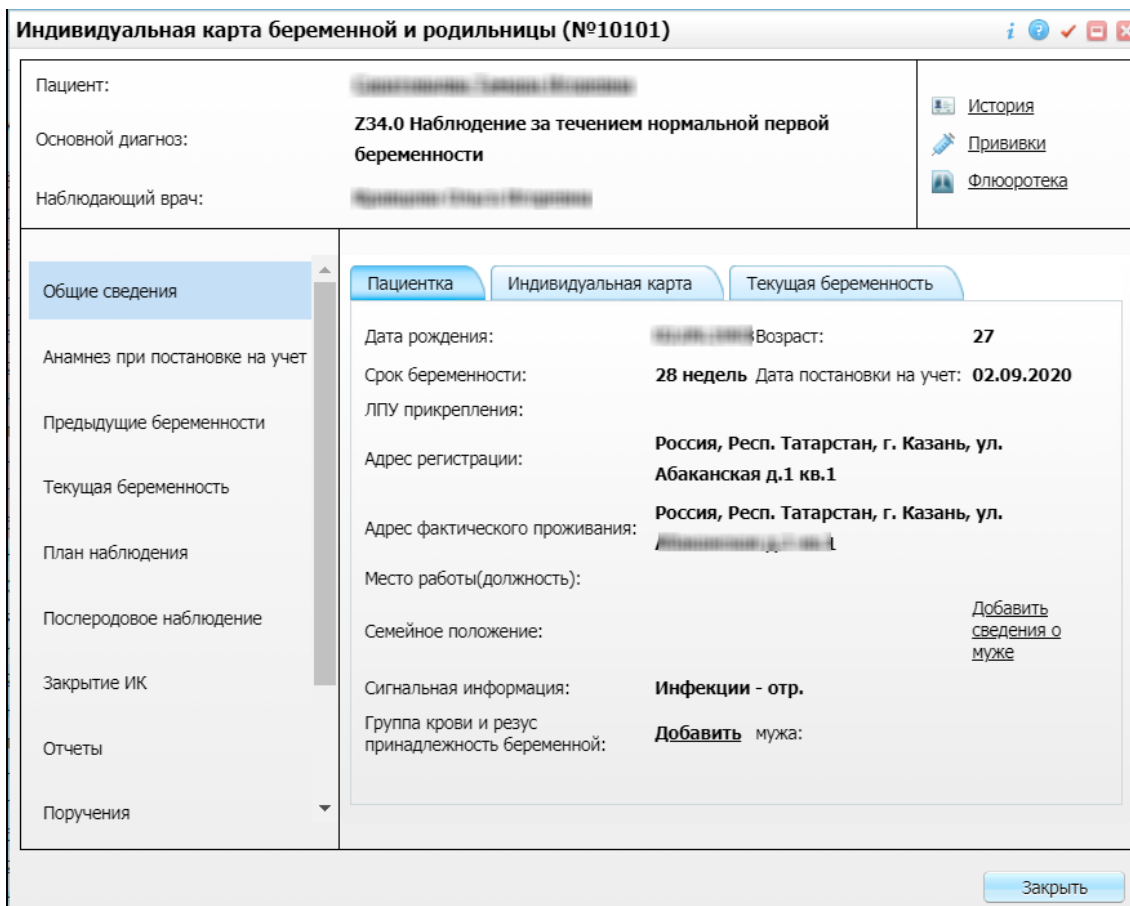 Индивидуальная карта беременной и родильницы (№10101)
Пациент:
Основной диагноз:
Z34.0 Наблюдение за течением нормальной первой
беременности
Наблюдающий врач:
История
Прививки
Флюоротека
Общие сведения
Анамнез при постановке на учет
Предыдущие беременности
Текущая беременность
План наблюдения
Послеродовое наблюдение
Закрытие ИК
Отчеты
Поручения
Пациентка
Индивидуальная карта
Текущая беременность
Дата рождения: Возраст: 27
Срок беременности: 28 недель Дата постановки на учет: 02.09.2020
ЛПУ прикрепления:
Адрес регистрации:
Россия, Респ. Татарстан, г. Казань, ул.
Абаканская д.1 кв.1
Адрес фактического проживания:
Россия, Респ. Татарстан, г. Казань, ул.
Место работы(должность):
Семейное положение:
Добавить
сведения о
муже
Сигнальная информация: Инфекции - отр.
Группа крови и резус
принадлежность беременной:
Добавить мужа:
Закрыть